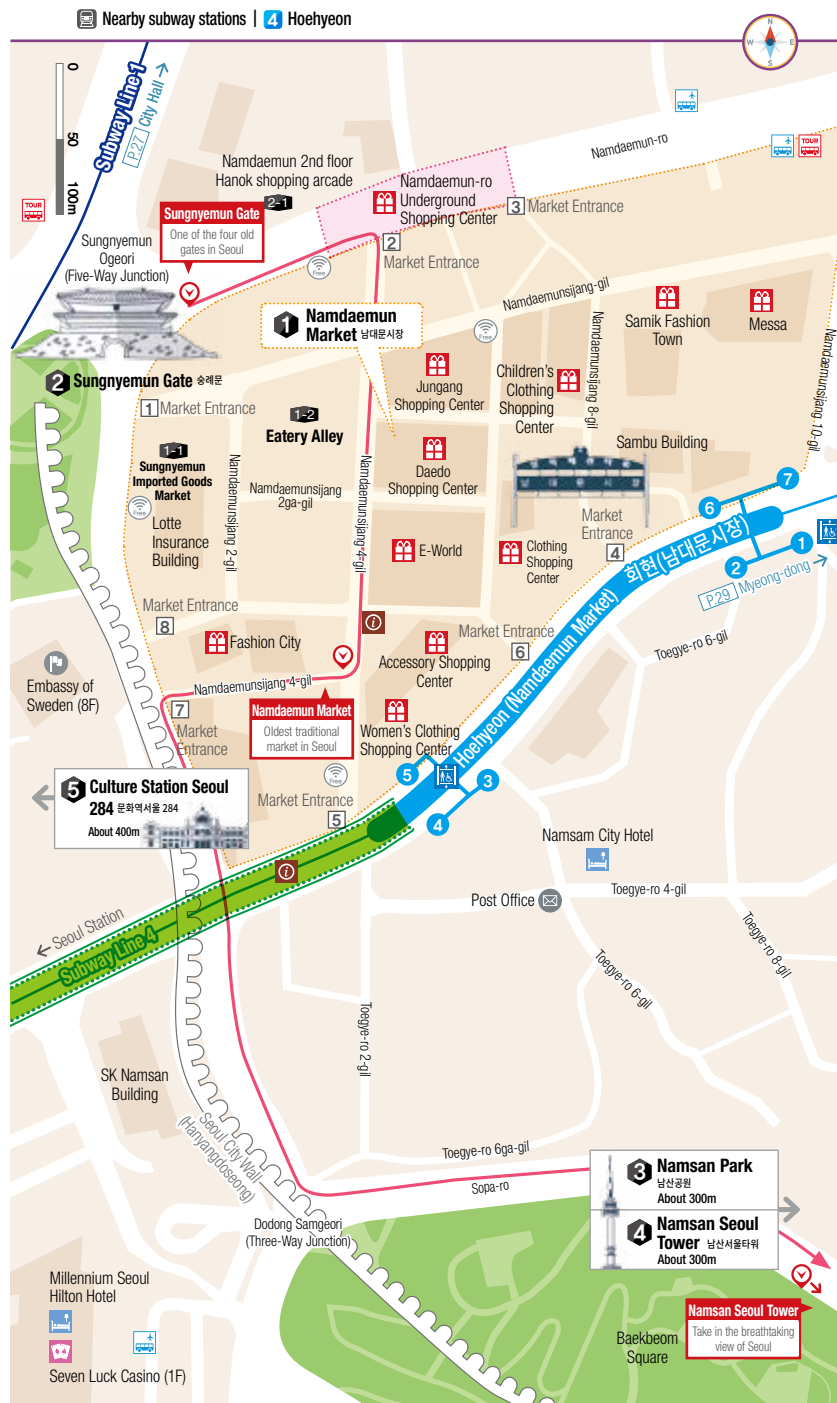 Nearby subway stations | 4 Hoehyeon
N
W E
S
0
50
100m
Subway Line 1
P.27 City Hall
TOUR
Namdaemun 2nd floor
Hanok shopping arcade
2-1
Namdaemun-ro
Underground
Shopping Center
Namdaemun-ro
TOUR
3 Market Entrance
Sungnyemun Gate
One of the four old
gates in Seoul
2
Market Entrance
Sungnyemun
Ogeori
(Five-Way Junction)
Free
Namdaemunsijang-gil
1 Namdaemun
Market 남대문시장
Free
Samik Fashion
Town
Messa
Namdaemunsijang 8-gil
Namdaemunsijang 10-gil
Jungang
Shopping Center
Children's
Clothing
Shopping
Center
2 Sungnyemun Gate 숭례문
1 Market Entrance
1-2
Eatery Alley
1-1
Sungnyemun
Imported Goods
Market
Sambu Building
남대문시장
Daedo
Shopping Center
Namdaemunsijang 2-gil
Namdaemunsijang
2ga-gil
Namdaemunsijang 4-gil
Free
Lotte
Insurance
Building
E-World
Clothing
Shopping
Center
Market
Entrance
4
7
6
1
2
회현(남대문시장)
Hoehyeon (Namdaemun Market)
P.29 Myeong-dong
Market Entrance
8
Fashion City
i
Accessory Shopping
Center
Market Entrance
6
Toegye-ro 6-gil
Embassy of
Sweden (8F)
Namdaemunsijang 4-gil
7
Market
Entrance
Namdaemun Market
Oldest traditional
market in Seoul
Women's Clothing
Shopping Center
Free
5
3
4
5 Culture Station Seoul
284 문화역서울 284
About 400m
Market Entrance
5
i
Namsam City Hotel
Post Office
Toegye-ro 4-gil
Seoul Station
Subway Line 4
Toegye-ro 8-gil
Toegye-ro 6-gil
Toegye-ro 2-gil
SK Namsan
Building
Seoul City Wall
(Hanyangdoseong)
Toegye-ro 6ga-gil
Sopa-ro
3 Namsan Park
남산공원
About 300m
4 Namsan Seoul
Tower 남산서울타워
About 300m
Dodong Samgeori
(Three-Way Junction)
Millennium Seoul
Hilton Hotel
Seven Luck Casino (1F)
Namsan Seoul Tower
Take in the breathtaking
view of Seoul
Baekbeom
Square